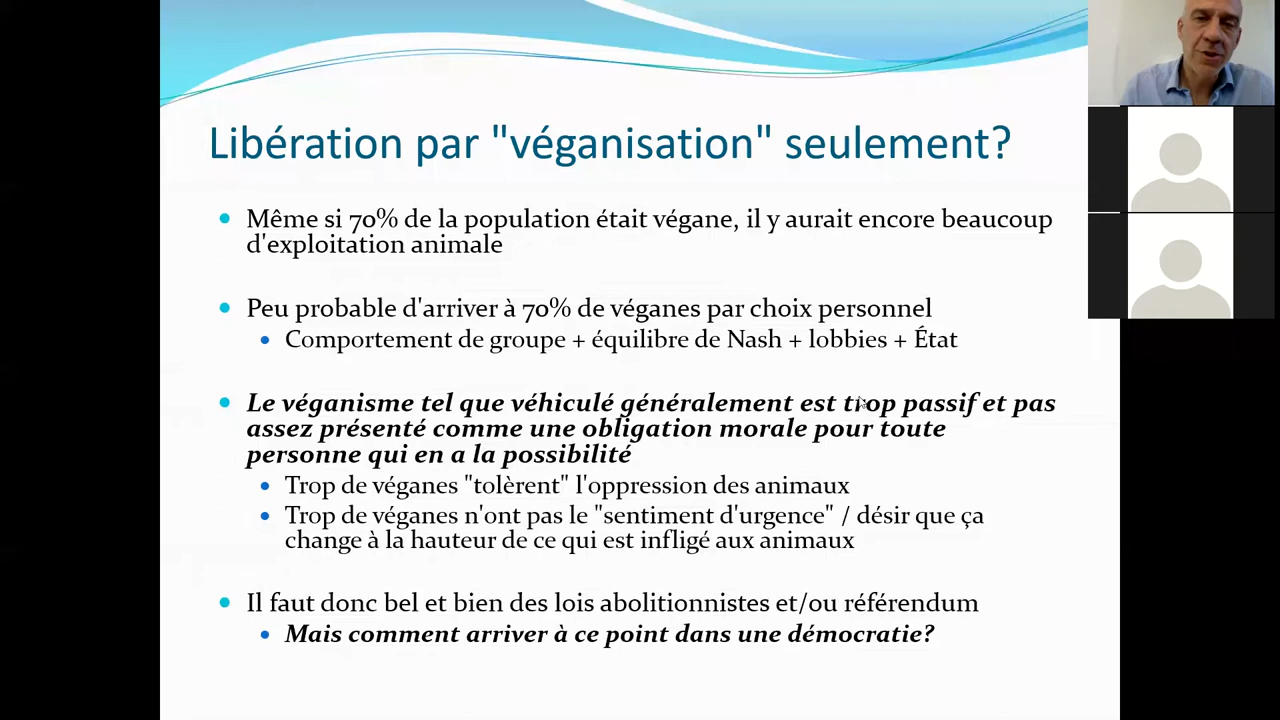 Libération par "véganisation" seulement?
Même si 70% de la population était végane, il y aurait encore beaucoup
d'exploitation animale
Peu probable d'arriver à 70% de véganes par choix personnel
Comportement de groupe + équilibre de Nash + lobbies + État
Le véganisme tel que véhiculé généralement est trop passif et pas
assez présenté comme une obligation morale pour toute
personne qui en a la possibilité
Trop de véganes "tolèrent" l'oppression des animaux
Trop de véganes n'ont pas le "sentiment d'urgence" / désir que ça
change à la hauteur de ce qui est infligé aux animaux
Il faut donc bel et bien des lois abolitionnistes et/ou référendum
Mais comment arriver à ce point dans une démocratie?